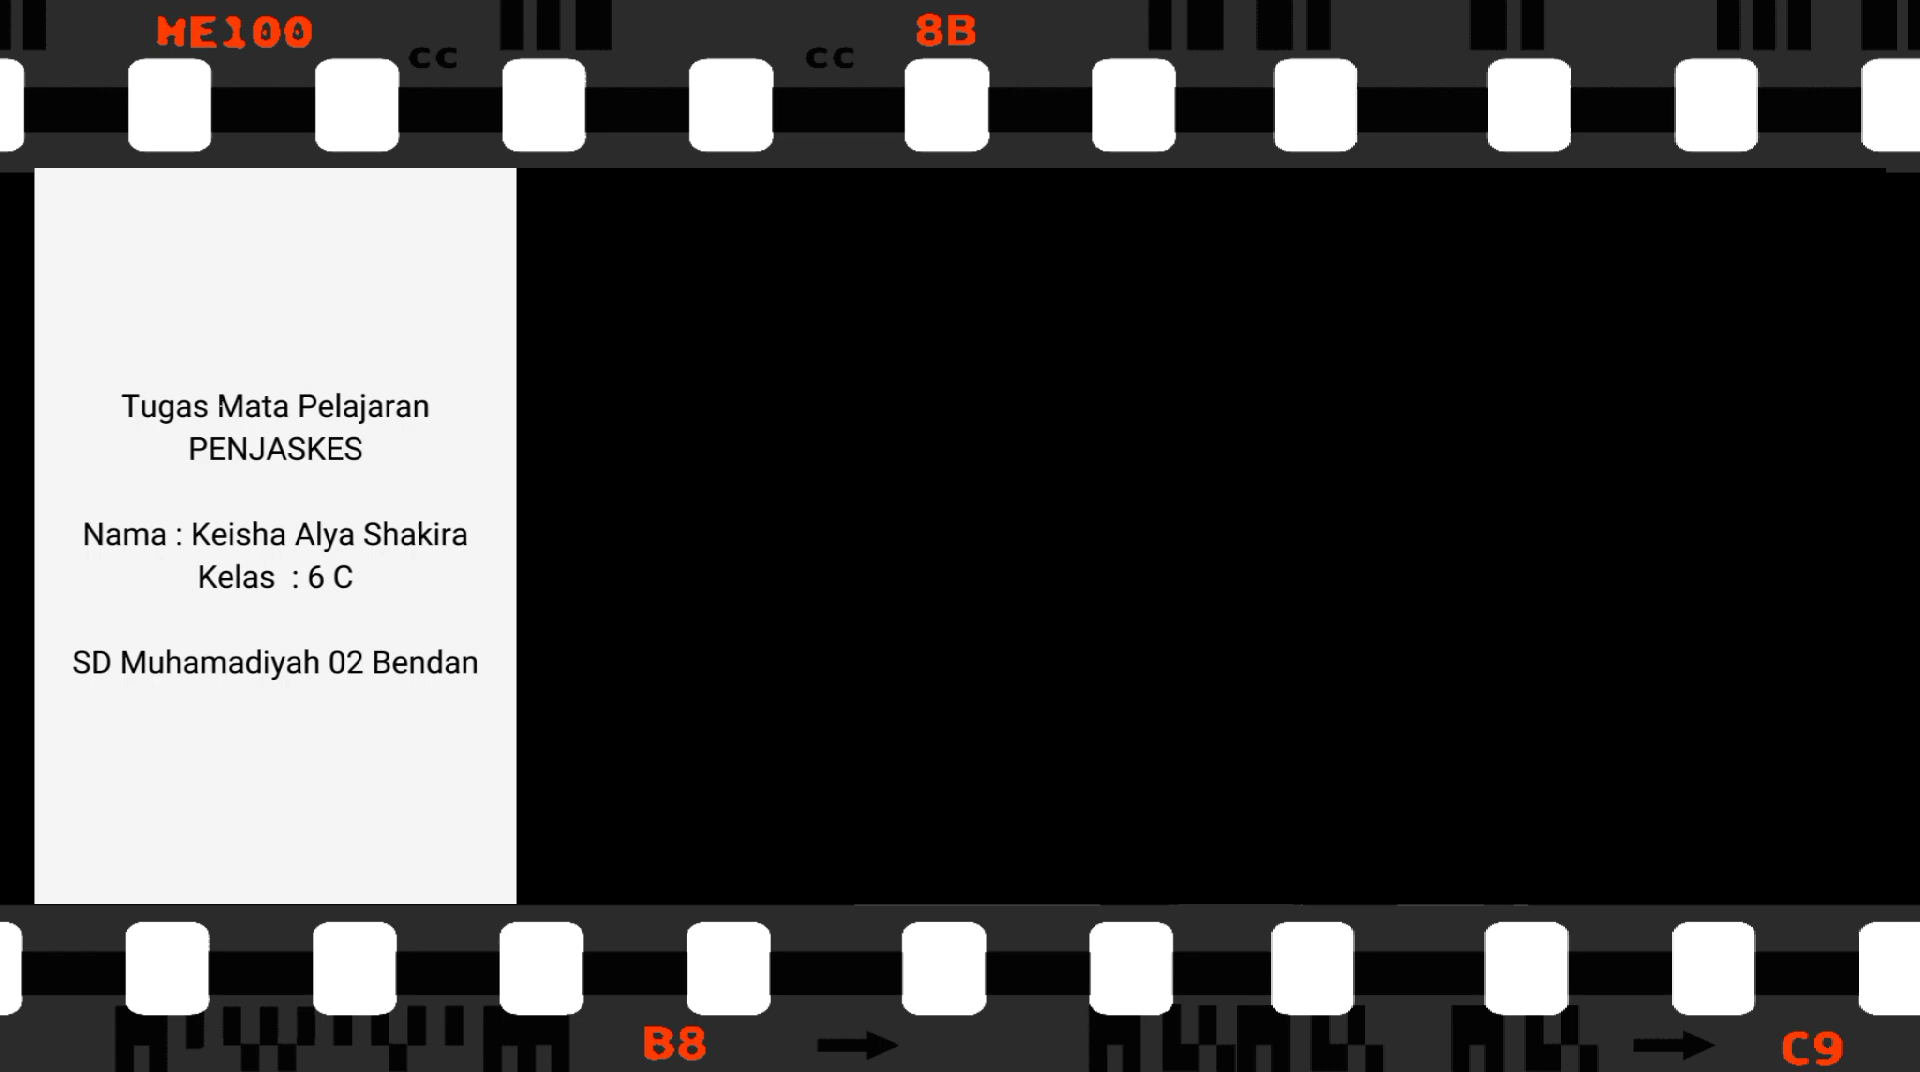 ME100
cc
cc
8B
Tugas Mata Pelajaran
PENJASKES
Nama : Keisha Alya Shakira
Kelas  : 6 C
SD Muhamadiyah 02 Bendan
B8
C9